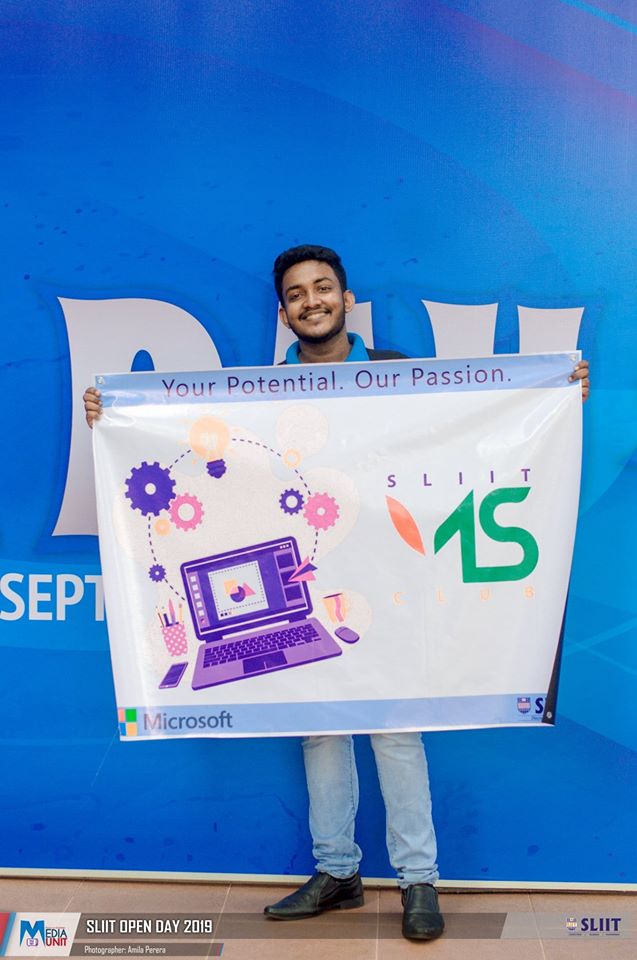 SEPT
Your Potential. Our Passion.
SLIIT
MS
CLUB
Microsoft
MEDIA
UNIT
SLIIT OPEN DAY 2019
Photographer: Amila Perera
SLIIT